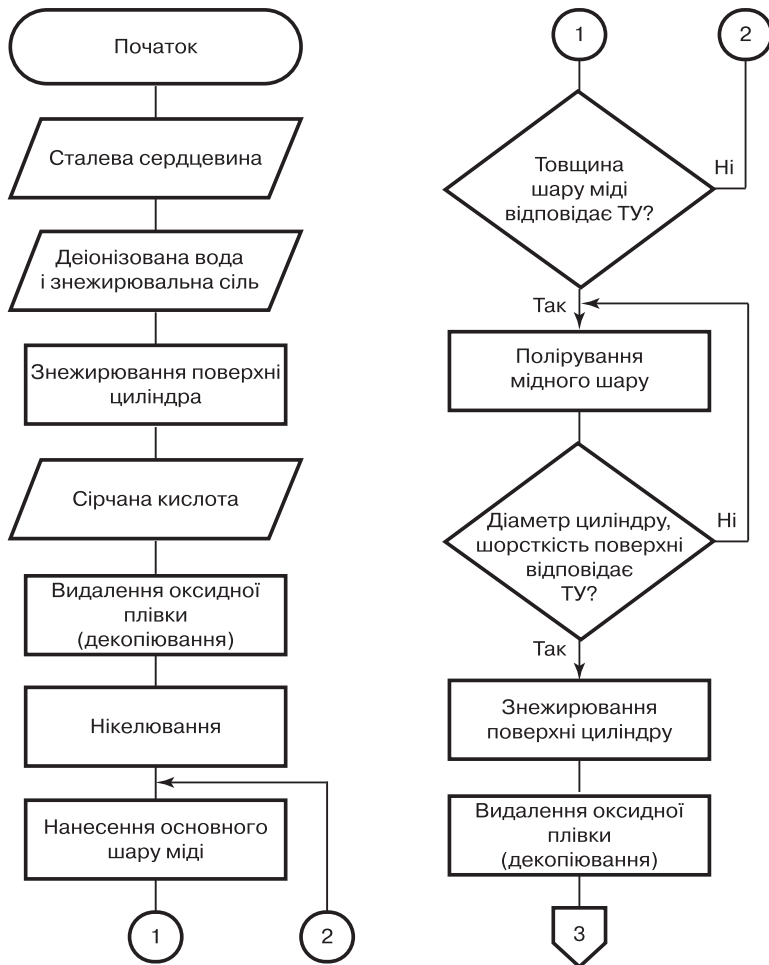 Початок
Сталева сердцевина
Деіонізована вода
і знежирювальна сіль
Знежирювання поверхні
циліндра
Сірчана кислота
Видалення оксидної
плівки
(декопіювання)
Нікелювання
Нанесення основного
шару міді
1
2
1
2
Товщина
шару міді
відповідає ТУ?
Ні
Так
Полірування
мідного шару
Діаметр циліндру,
шорсткість поверхні
відповідає
ТУ?
Ні
Так
Знежирювання
поверхні циліндру
Видалення оксидної
плівки
(декопіювання)
3